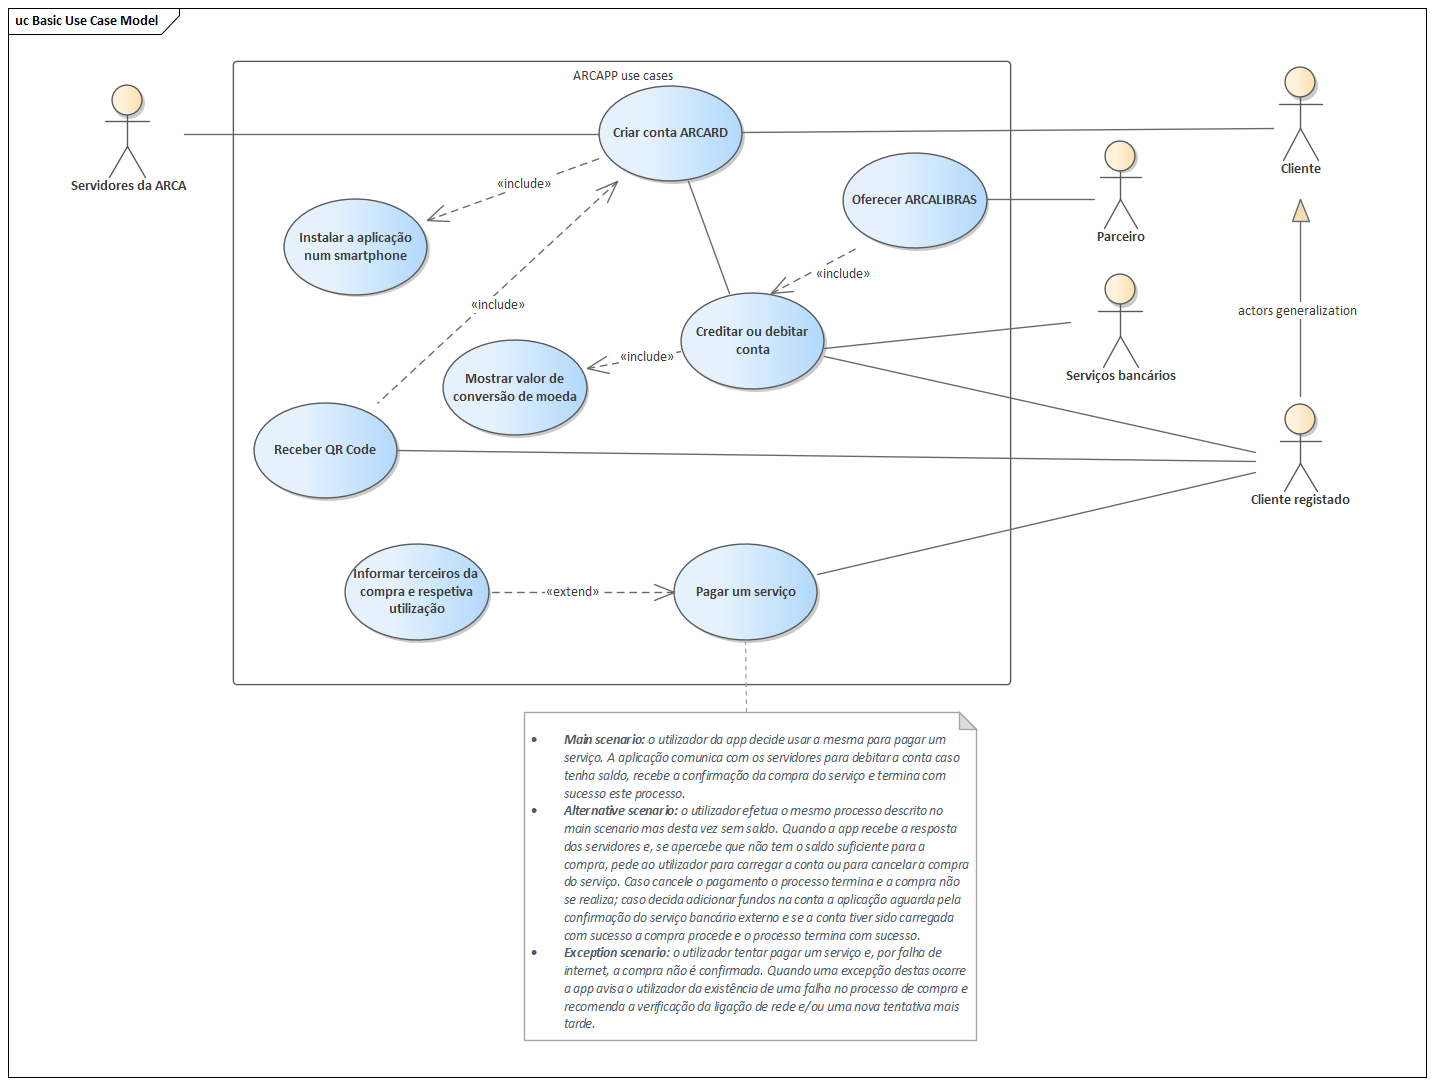 uc Basic Use Case Model
ARCAPP use cases
Servidores da ARCA
Criar conta ARCARD
Cliente
Parceiro
Oferecer ARCALIBRAS
«include»
Instalar a aplicação
num smartphone
«include»
«include»
Creditar ou debitar
conta
Serviços bancários
actors generalization
«include»
Mostrar valor de
conversão de moeda
Receber QR Code
Cliente registado
Informar terceiros da
compra e respetiva
utilização
«extend»
Pagar um serviço
• Main scenario: o utilizador da app decide usar a mesma para pagar um
serviço. A aplicação comunica com os servidores para debitar a conta caso
tenha saldo, recebe a confirmação da compra do serviço e termina com
sucesso este processo.
• Alternative scenario: o utilizador efetua o mesmo processo descrito no
main scenario mas desta vez sem saldo. Quando a app recebe a resposta
dos servidores e, se apercebe que não tem o saldo suficiente para a
compra, pede ao utilizador para carregar a conta ou para cancelar a compra
do serviço. Caso cancele o pagamento o processo termina e a compra não
se realiza; caso decida adicionar fundos na conta a aplicação aguarda pela
confirmação do serviço bancário externo e se a conta tiver sido carregada
com sucesso a compra procede e o processo termina com sucesso.
• Exception scenario: o utilizador tentar pagar um serviço e, por falha de
internet, a compra não é confirmada. Quando uma excepção destas ocorre
a app avisa o utilizador da existência de uma falha no processo de compra e
recomenda a verificação da ligação de rede e/ou uma nova tentativa mais
tarde.